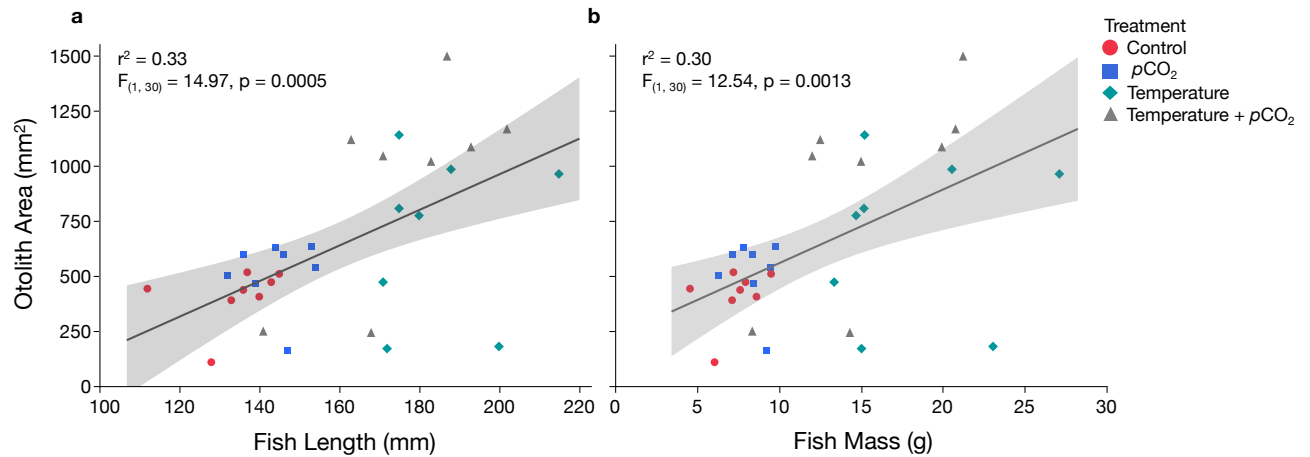 a
r² = 0.33
F(1, 30) = 14.97, p = 0.0005
Otolith Area (mm²)
1500
1250
1000
750
500
250
0
100 120 140 160 180 200 220
Fish Length (mm)
b
r² = 0.30
F(1, 30) = 12.54, p = 0.0013
0 5 10 15 20 25 30
Fish Mass (g)
Treatment
Control
pCO₂
Temperature
Temperature + pCO₂